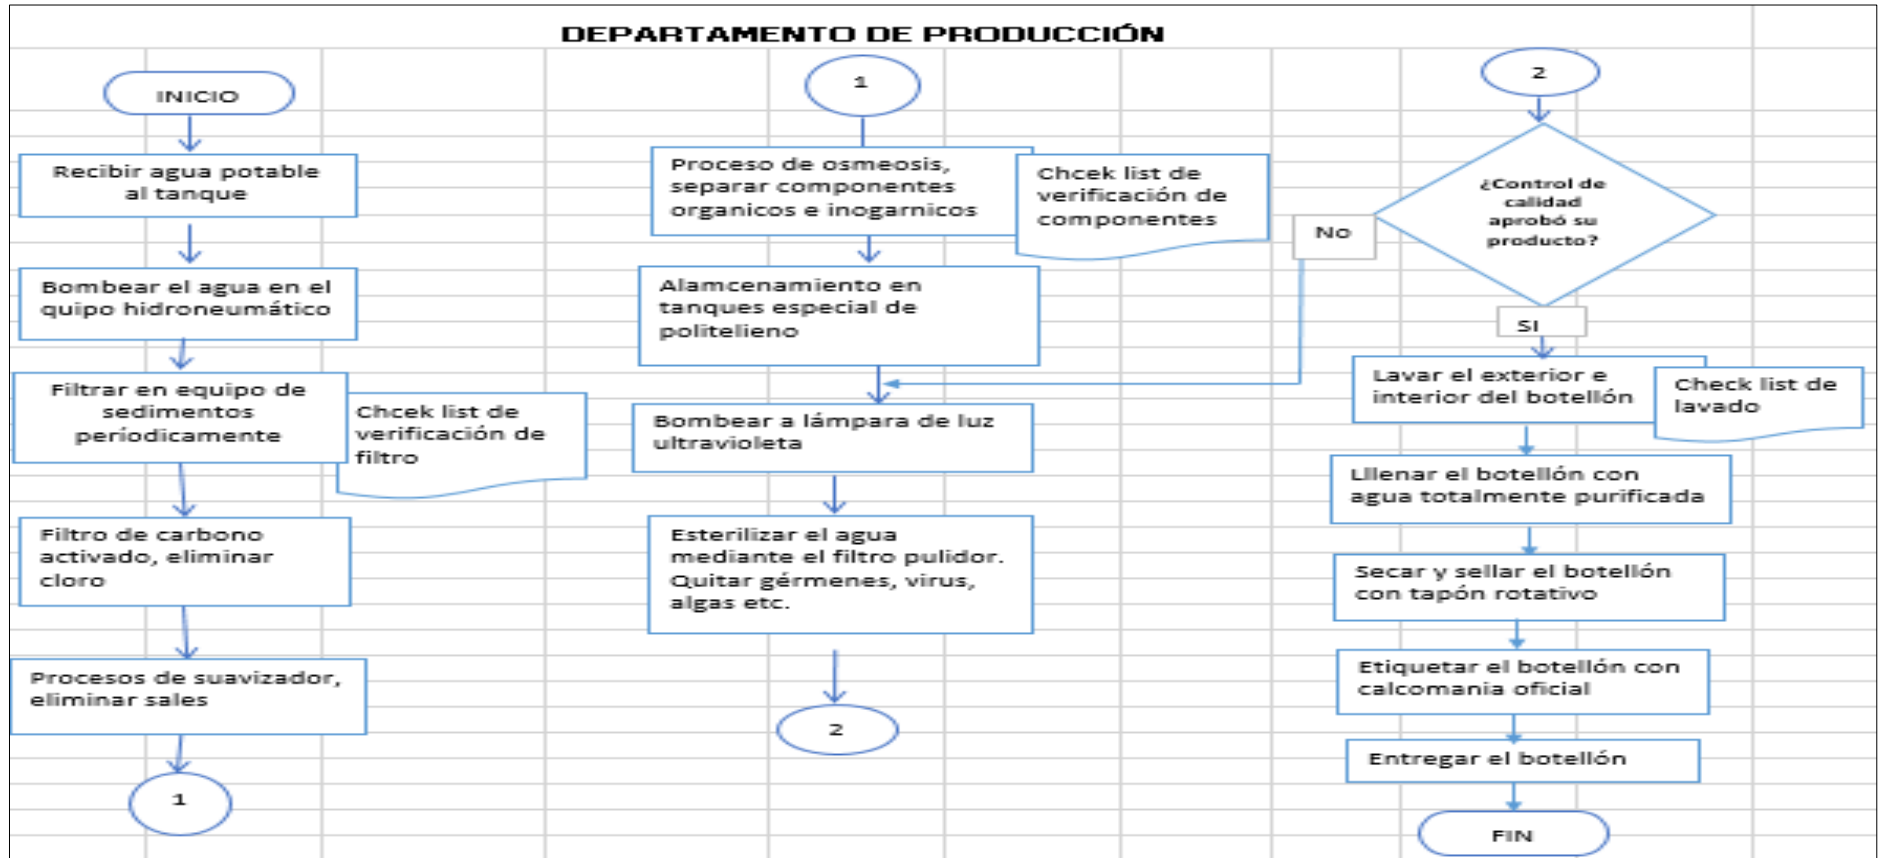 DEPARTAMENTO DE PRODUCCIÓN
INICIO
Recibir agua potable
al tanque
Bombear el agua en el
quipo hidroneumático
Filtrar en equipo de
sedimentos
períodicamente
Chcek list de
verificación de
filtro
Filtro de carbono
activado, eliminar
cloro
Procesos de suavizador,
eliminar sales
1
1
Proceso de osmeosis,
separar componentes
organicos e inogarnicos
Chcek list de
verificación de
componentes
Alamcenamiento en
tanques especial de
politelieno
Bombear a lámpara de luz
ultravioleta
Esterilizar el agua
mediante el filtro pulidor.
Quitar gérmenes, virus,
algas etc.
2
2
¿Control de
calidad
aprobó su
producto?
No
SI
Lavar el exterior e
interior del botellón
Check list de
lavado
Lllenar el botellón con
agua totalmente purificada
Secar y sellar el botellón
con tapón rotativo
Etiquetar el botellón con
calcomania oficial
Entregar el botellón
FIN